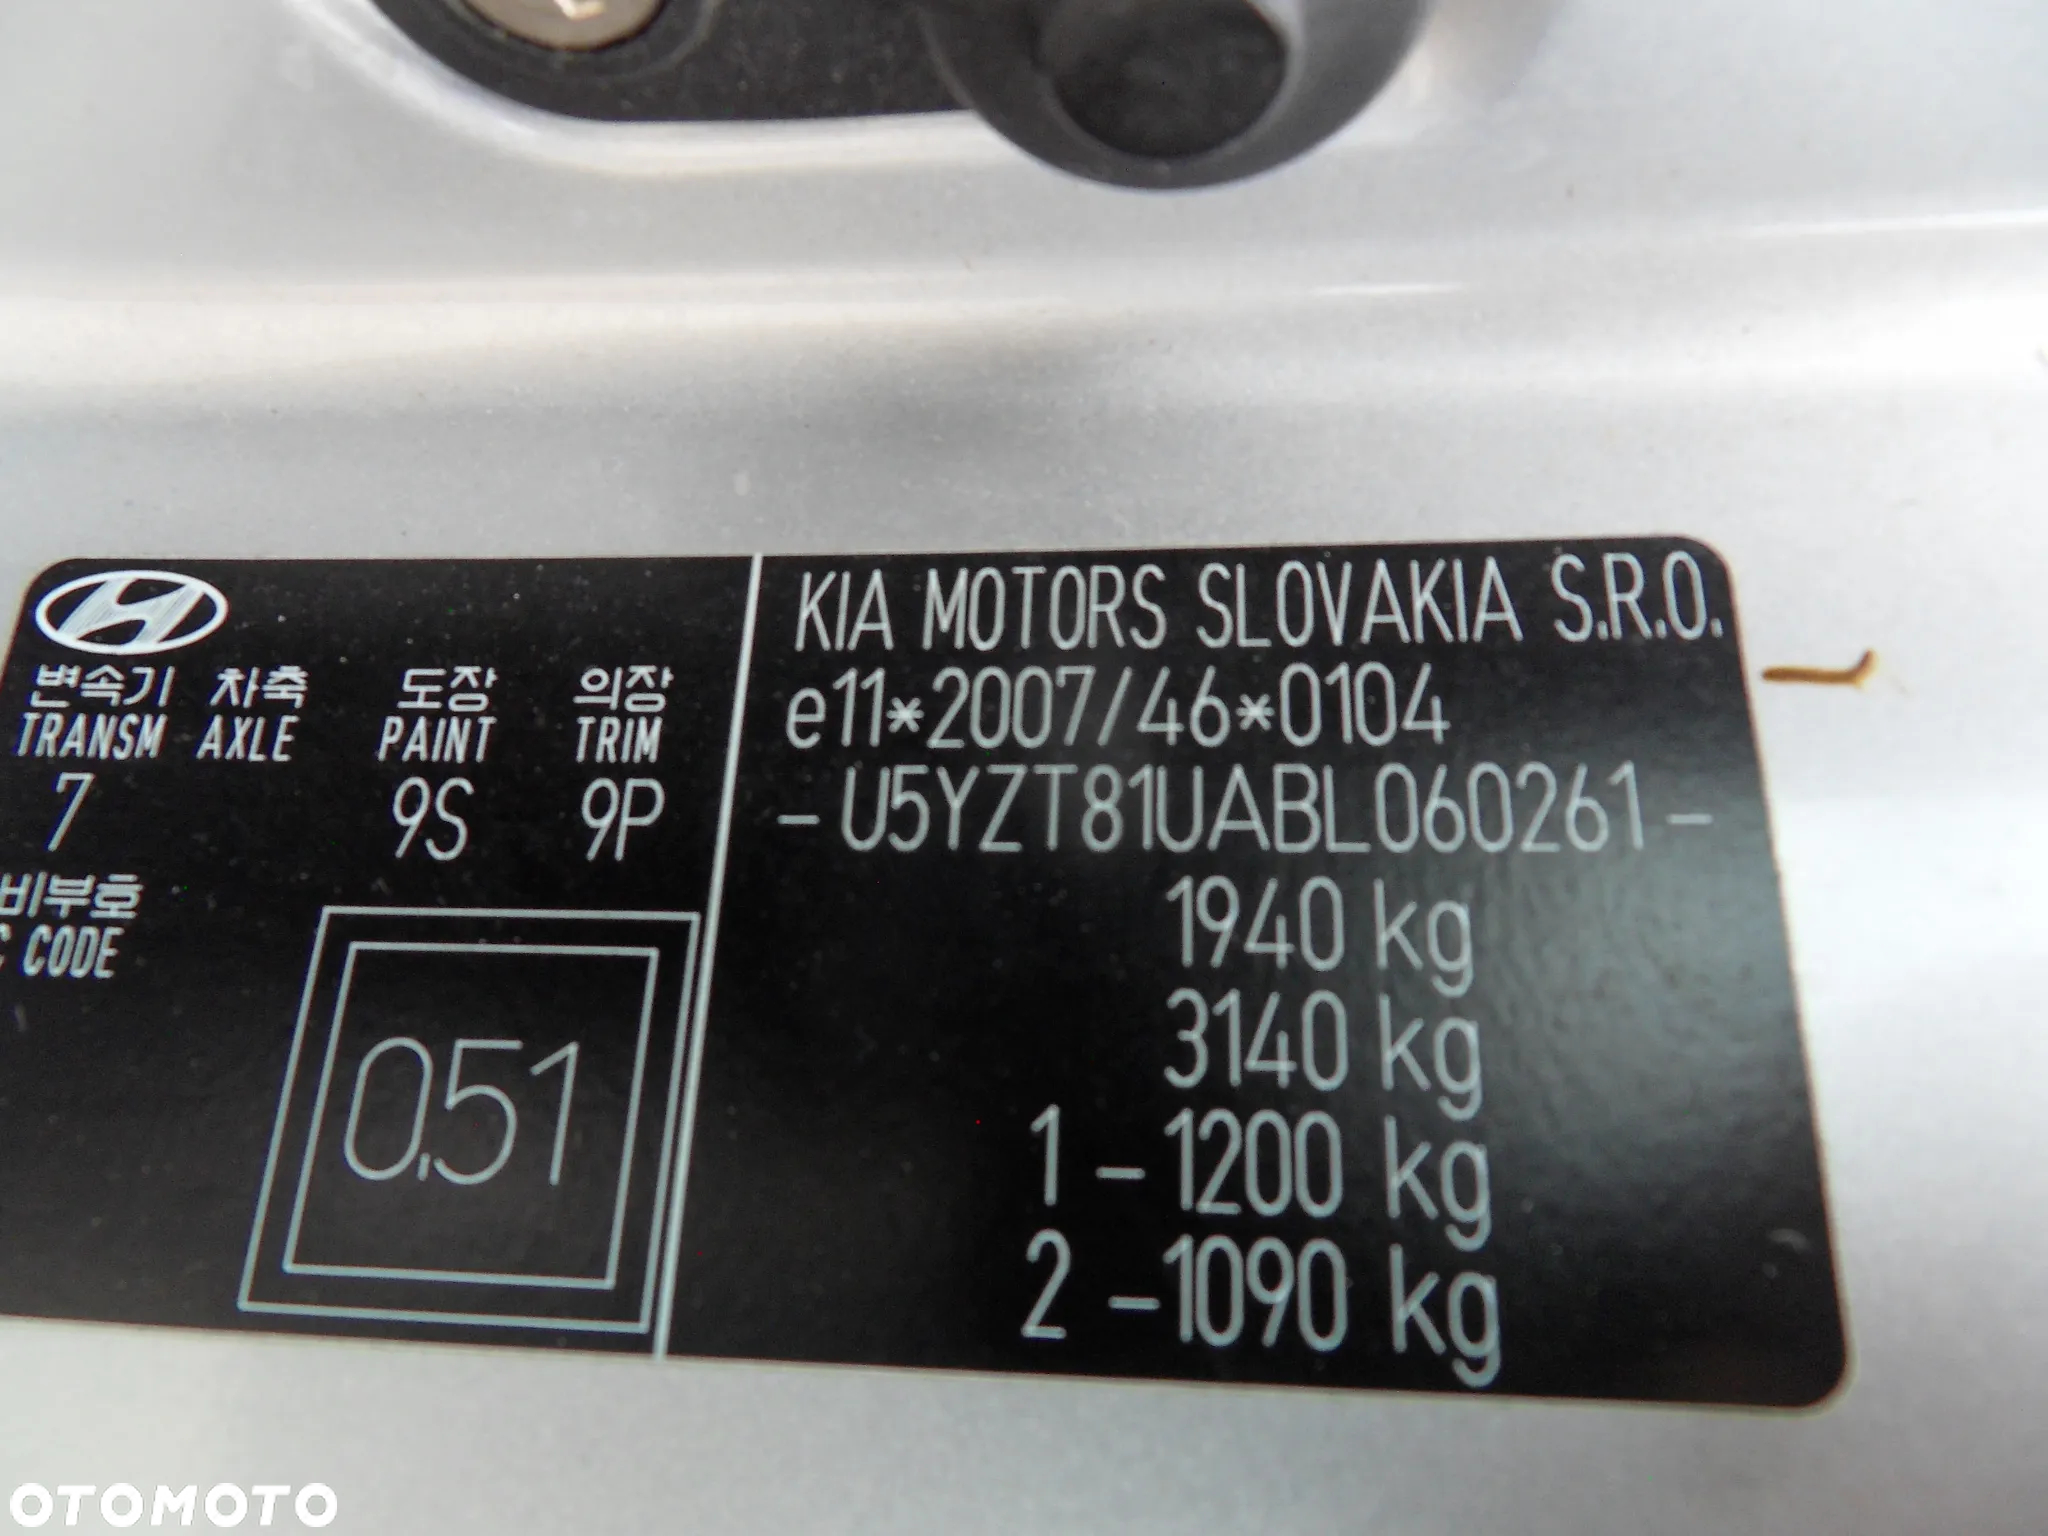 변속기 차축 도장 의장
TRANSM AXLE PAINT TRIM
7 9S 9P
비부호
C CODE
0.51
KIA MOTORS SLOVAKIA S.R.O.
e11*2007/46*0104
-U5YZT81UABL060261-
1940 kg
3140 kg
1 -1200 kg
2 -1090 kg
OTOMOTO